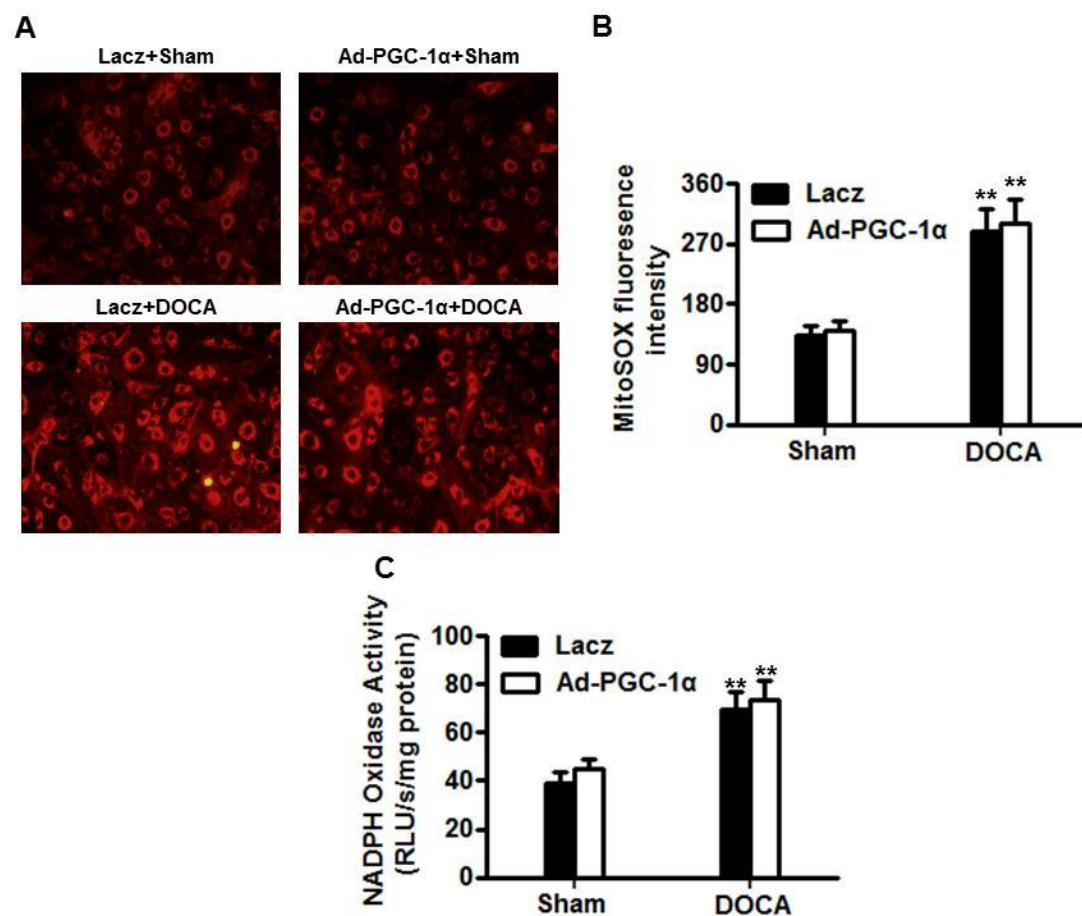 A
Lacz+Sham
Ad-PGC-1α+Sham
Lacz+DOCA
Ad-PGC-1α+DOCA
B
MitoSOX fluoresence
intensity
360
270
180
90
0
Lacz
Ad-PGC-1α
**
**
Sham
DOCA
C
NADPH Oxidase Activity
(RLU/s/mg protein)
100
80
60
40
20
0
Lacz
Ad-PGC-1α
**
**
Sham
DOCA